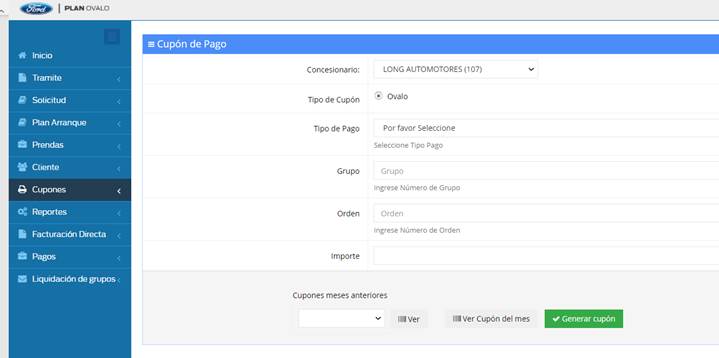 Ford PLAN OVALO
Inicio
Tramite
Solicitud
Plan Arranque
Prendas
Cliente
Cupones
Reportes
Facturación Directa
Pagos
Liquidación de grupos
Cupón de Pago
Concesionario: LONG AUTOMOTORES (107)
Tipo de Cupón Ovalo
Tipo de Pago Por favor Seleccione
Seleccione Tipo Pago
Grupo Grupo
Ingrese Número de Grupo
Orden Orden
Ingrese Número de Orden
Importe
Cupones meses anteriores
Ver Ver Cupón del mes Generar cupón